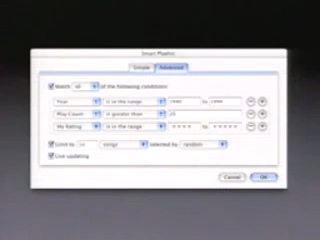 Smart Playlist
Simple Advanced
Match all of the following conditions:
Year is in the range to
Play Count is greater than 25
My Rating is in the range **** to *****
Limit to songs selected by random
Live updating
Cancel OK